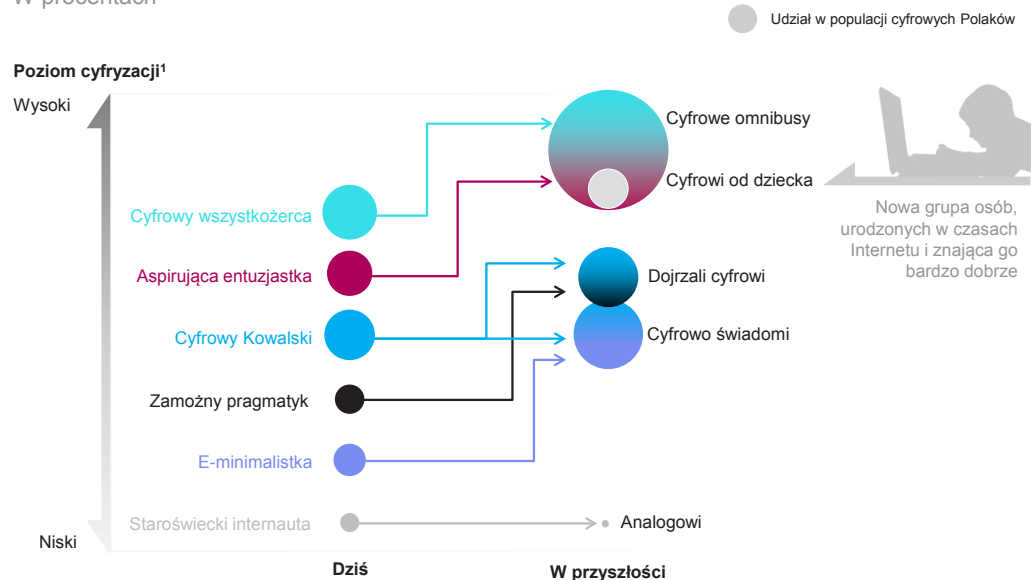 W procentach
Udział w populacji cyfrowych Polaków
Poziom cyfryzacji¹
Wysoki
Cyfrowe omnibusy
Cyfrowi od dziecka
Nowa grupa osób,
urodzonych w czasach
Internetu i znająca go
bardzo dobrze
Cyfrowy wszystkożerca
Aspirująca entuzjastka
Dojrzali cyfrowi
Cyfrowy Kowalski
Cyfrowo świadomi
Zamożny pragmatyk
E-minimalistka
Staroświecki internauta
Analogowi
Niski
Dziś
W przyszłości